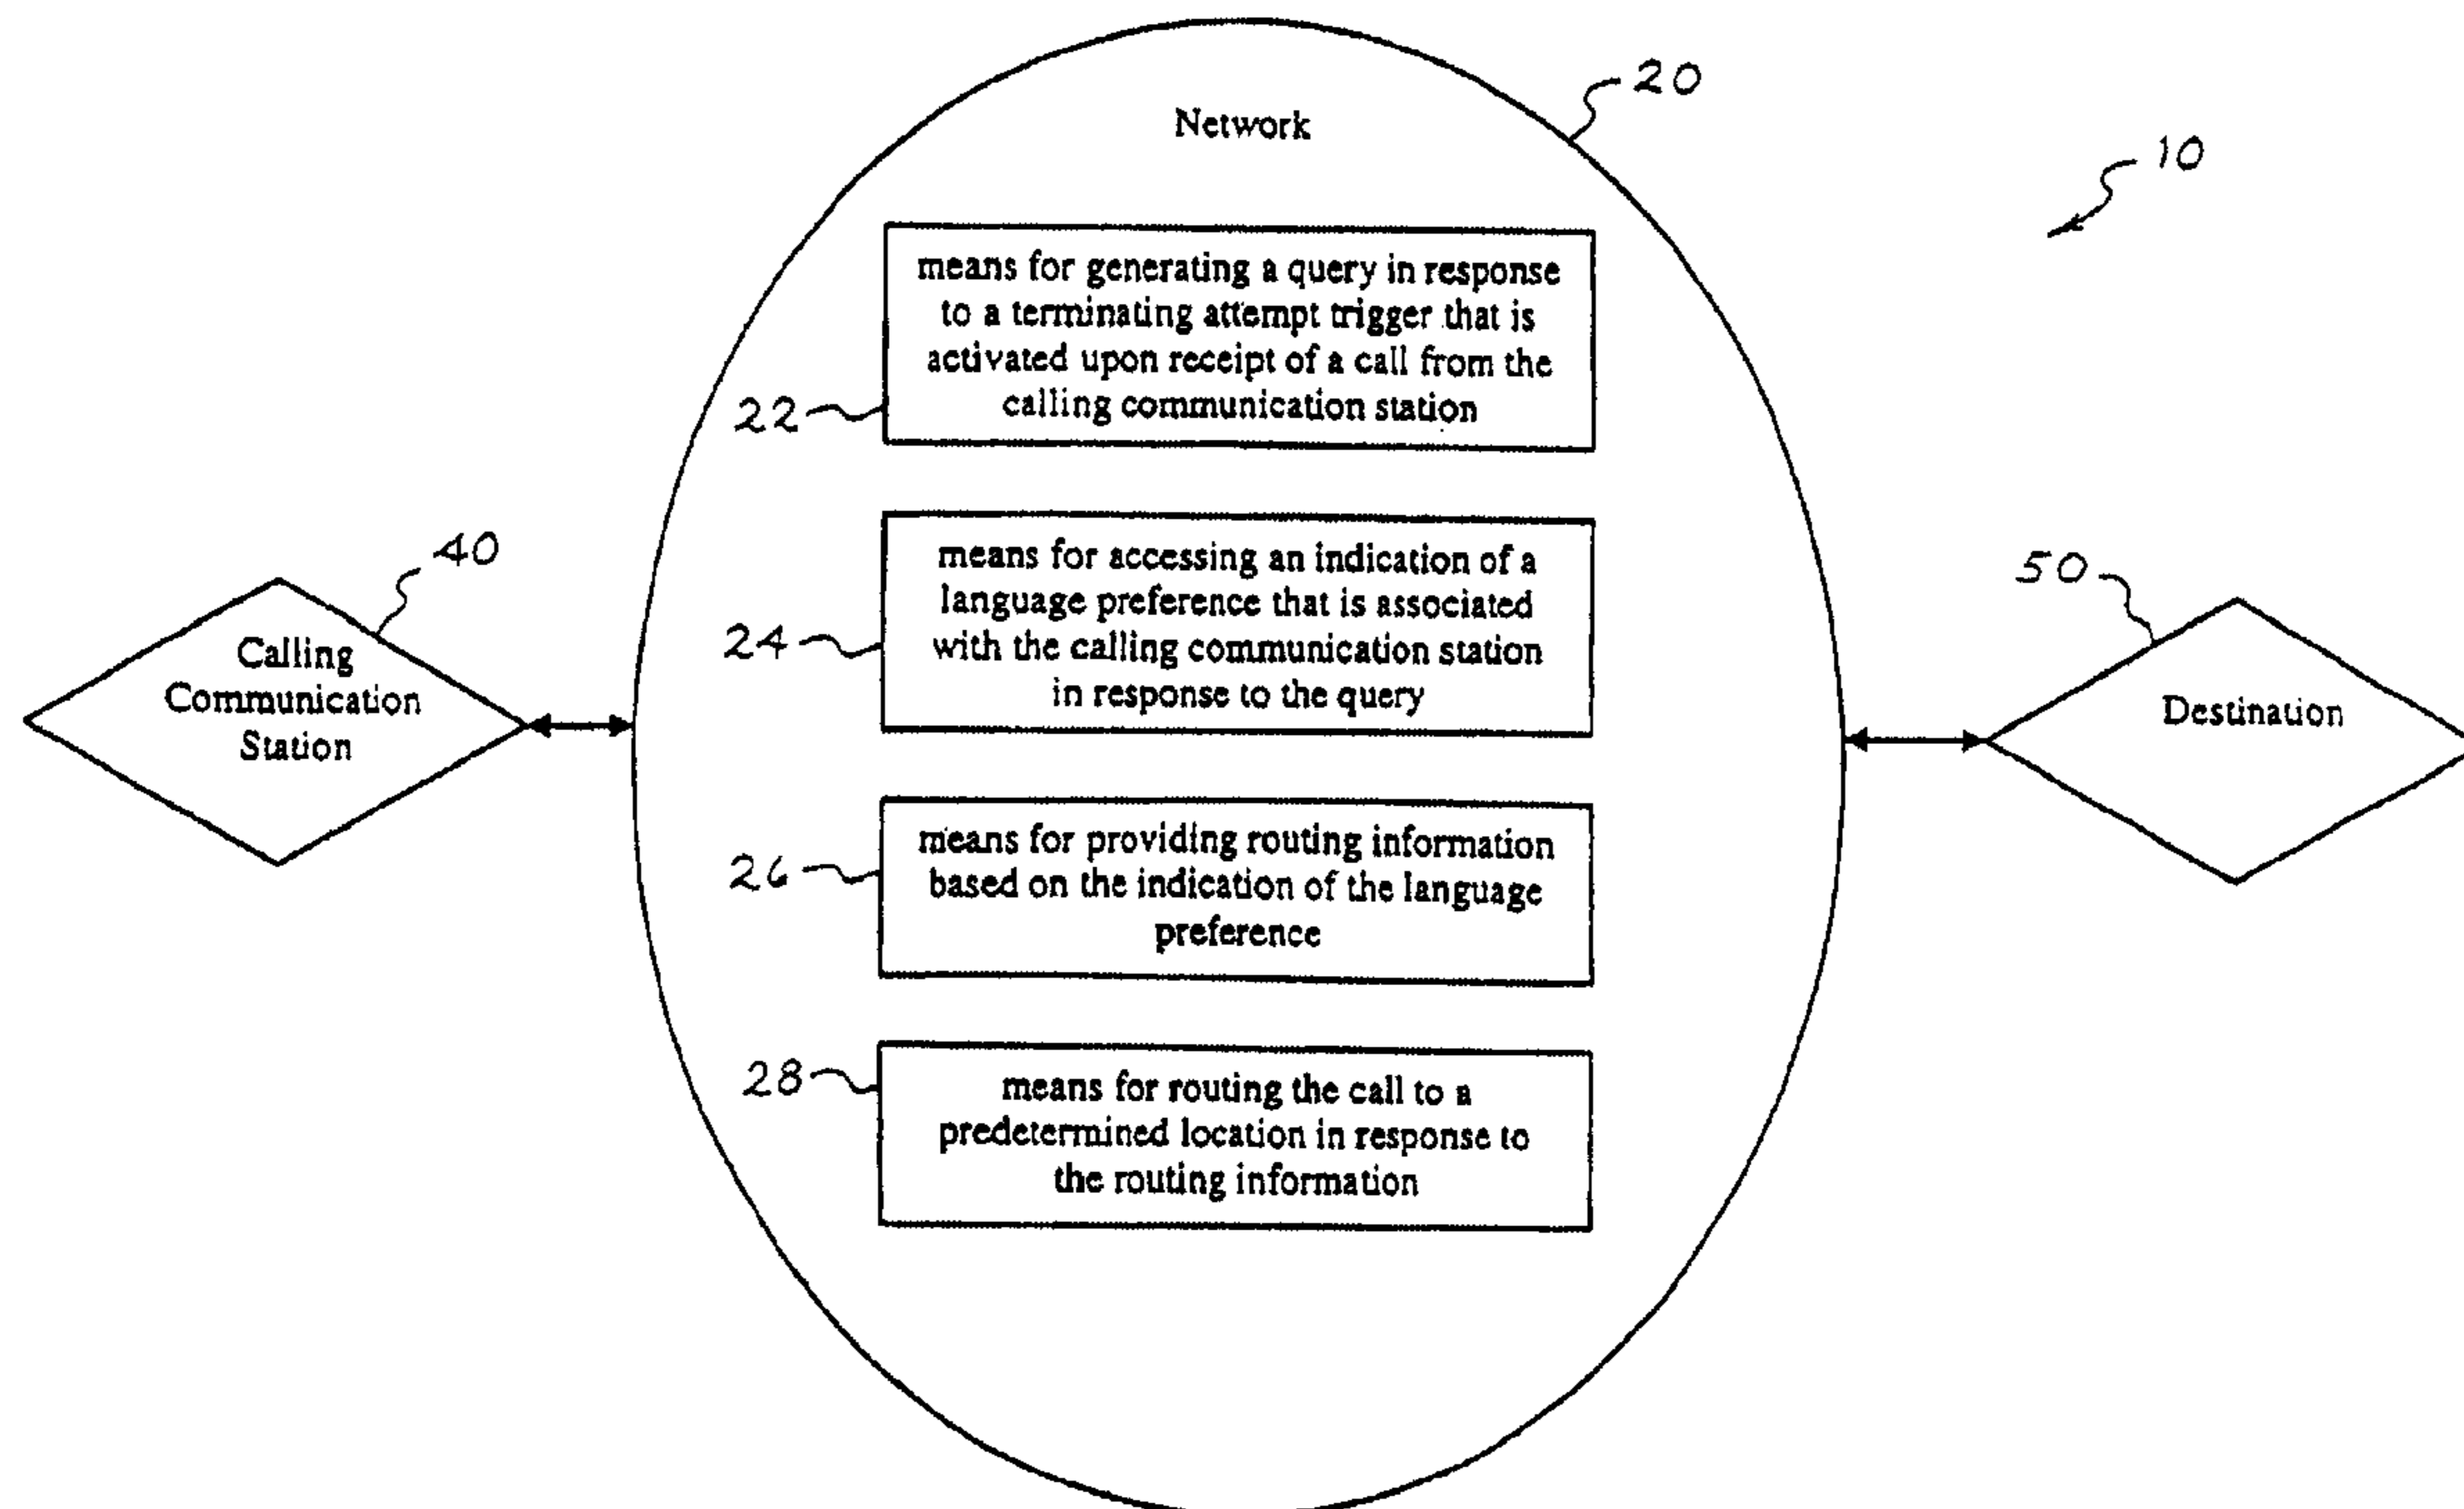 20
Network
10
means for generating a query in response
to a terminating attempt trigger that is
activated upon receipt of a call from the
calling communication station
22
40
means for accessing an indication of a
language preference that is associated
with the calling communication station
in response to the query
24
50
Calling
Communication
Station
Destination
means for providing routing information
based on the indication of the language
preference
26
means for routing the call to a
predetermined location in response to
the routing information
28